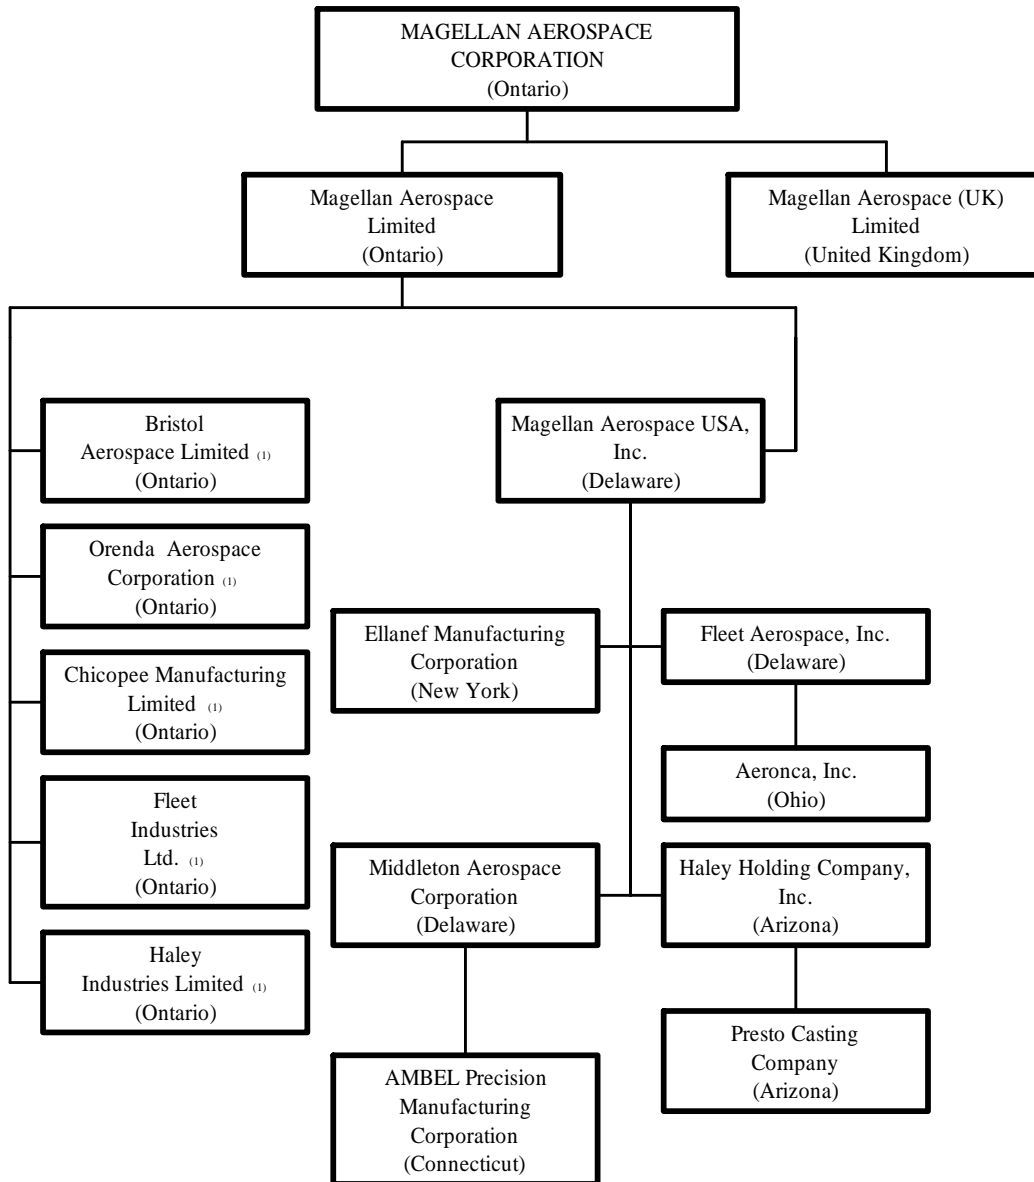 MAGELLAN AEROSPACE
CORPORATION
(Ontario)
Magellan Aerospace
Limited
(Ontario)
Magellan Aerospace (UK)
Limited
(United Kingdom)
Bristol
Aerospace Limited (1)
(Ontario)
Magellan Aerospace USA,
Inc.
(Delaware)
Orenda Aerospace
Corporation (1)
(Ontario)
Ellanef Manufacturing
Corporation
(New York)
Fleet Aerospace, Inc.
(Delaware)
Chicopee Manufacturing
Limited (1)
(Ontario)
Aeronca, Inc.
(Ohio)
Fleet
Industries
Ltd. (1)
(Ontario)
Middleton Aerospace
Corporation
(Delaware)
Haley Holding Company,
Inc.
(Arizona)
Haley
Industries Limited (1)
(Ontario)
Presto Casting
Company
(Arizona)
AMBEL Precision
Manufacturing
Corporation
(Connecticut)